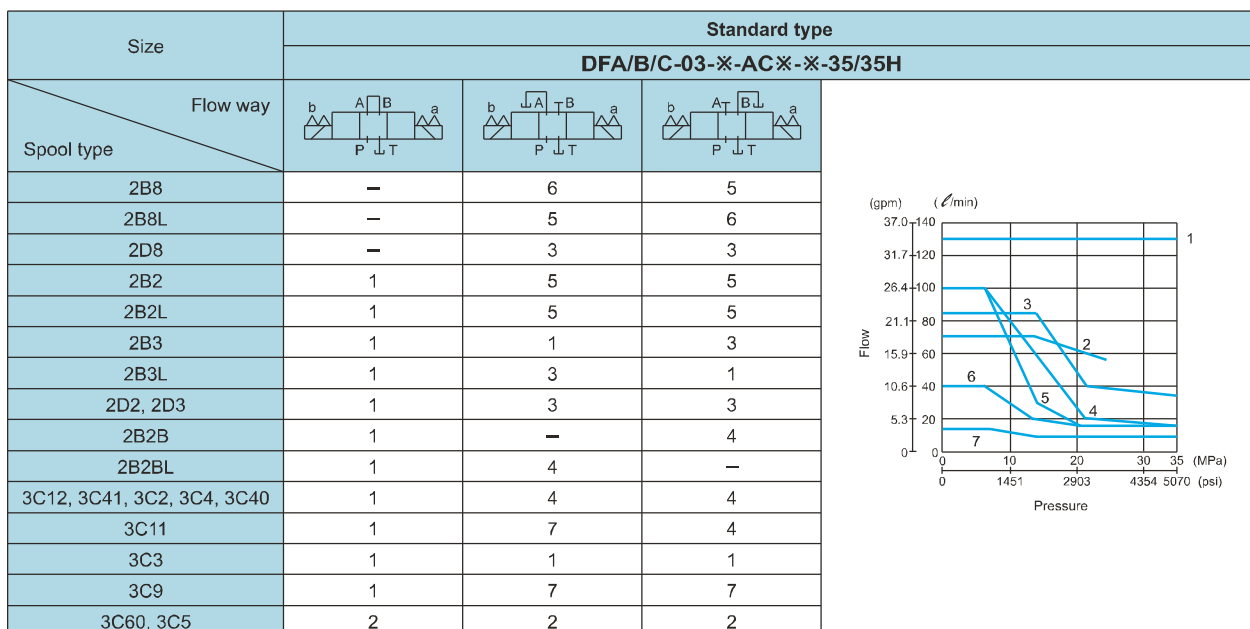 Size
Standard type
DFA/B/C-03-※-AC※-※-35/35H
Flow way
Spool type
b A B a
P T
b A B a
P T
b A B a
P T
2B8 – 6 5
2B8L – 5 6
2D8 – 3 3
2B2 1 5 5
2B2L 1 5 5
2B3 1 1 3
2B3L 1 3 1
2D2, 2D3 1 3 3
2B2B 1 – 4
2B2BL 1 4 –
3C12, 3C41, 3C2, 3C4, 3C40 1 4 4
3C11 1 7 4
3C3 1 1 1
3C9 1 7 7
3C60, 3C5 2 2 2
(gpm) (ℓ/min)
37.0 140
1
31.7 120
26.4 100
3
21.1 80
2
Flow
15.9 60
6
10.6 40
5
4
5.3 20
7
0 0
0 10 20 30 35 (MPa)
0 1451 2903 4354 5070 (psi)
Pressure